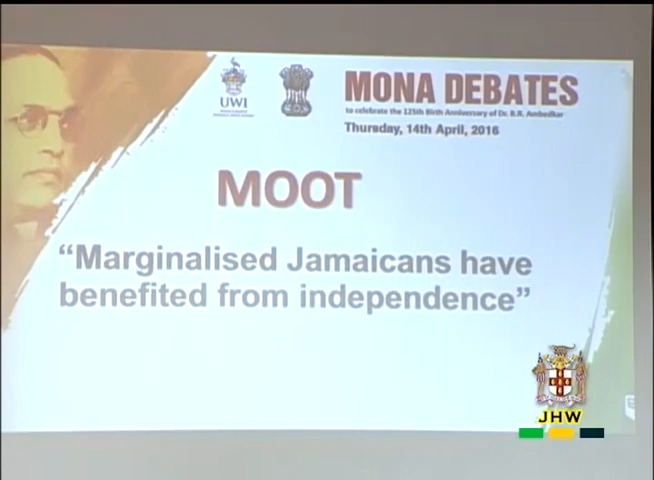 UWI
MONA DEBATES
to celebrate the 125th Birth Anniversary of Dr. B.R. Ambedkar
Thursday, 14th April, 2016
MOOT
“Marginalised Jamaicans have
benefited from independence”
JHW